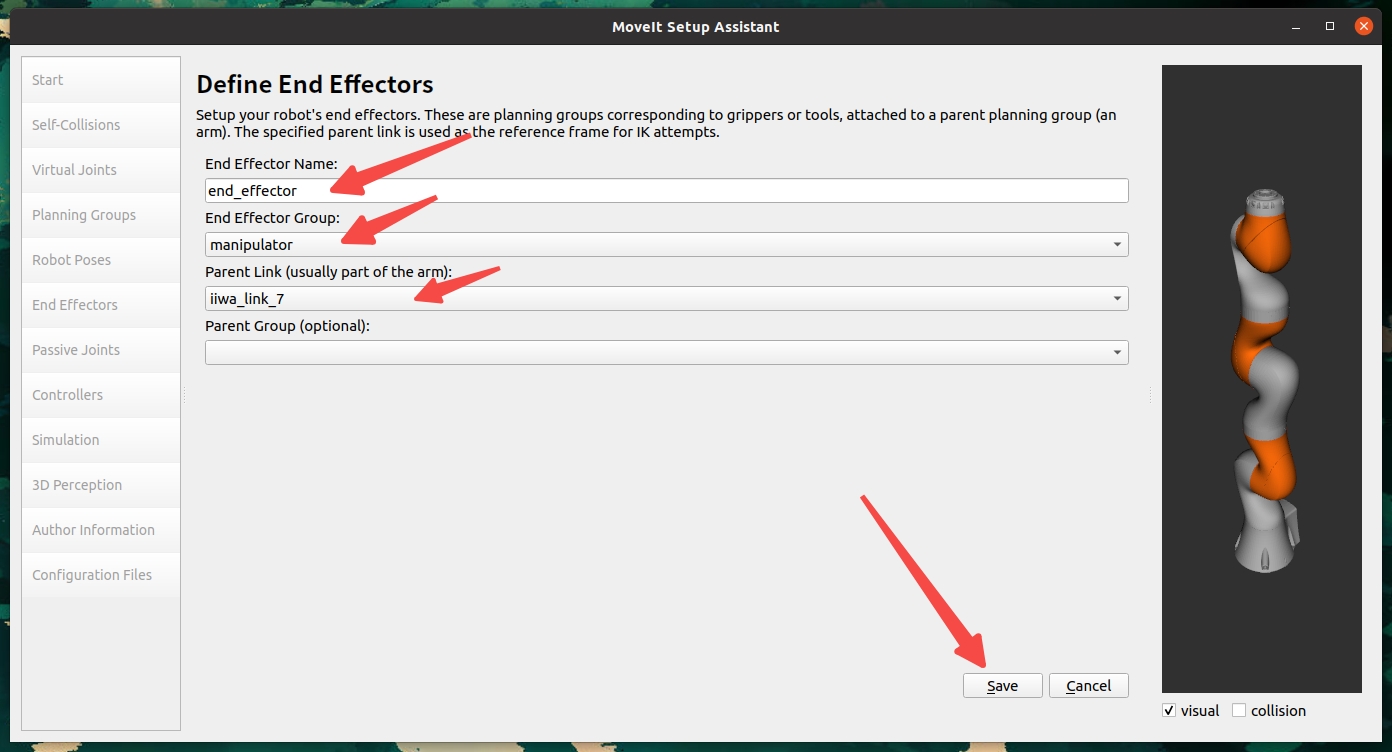 MoveIt Setup Assistant
Start
Self-Collisions
Virtual Joints
Planning Groups
Robot Poses
End Effectors
Passive Joints
Controllers
Simulation
3D Perception
Author Information
Configuration Files
Define End Effectors
Setup your robot's end effectors. These are planning groups corresponding to grippers or tools, attached to a parent planning group (an
arm). The specified parent link is used as the reference frame for IK attempts.
End Effector Name:
end_effector
End Effector Group:
manipulator
Parent Link (usually part of the arm):
iiwa_link_7
Parent Group (optional):
Save
Cancel
visual
collision